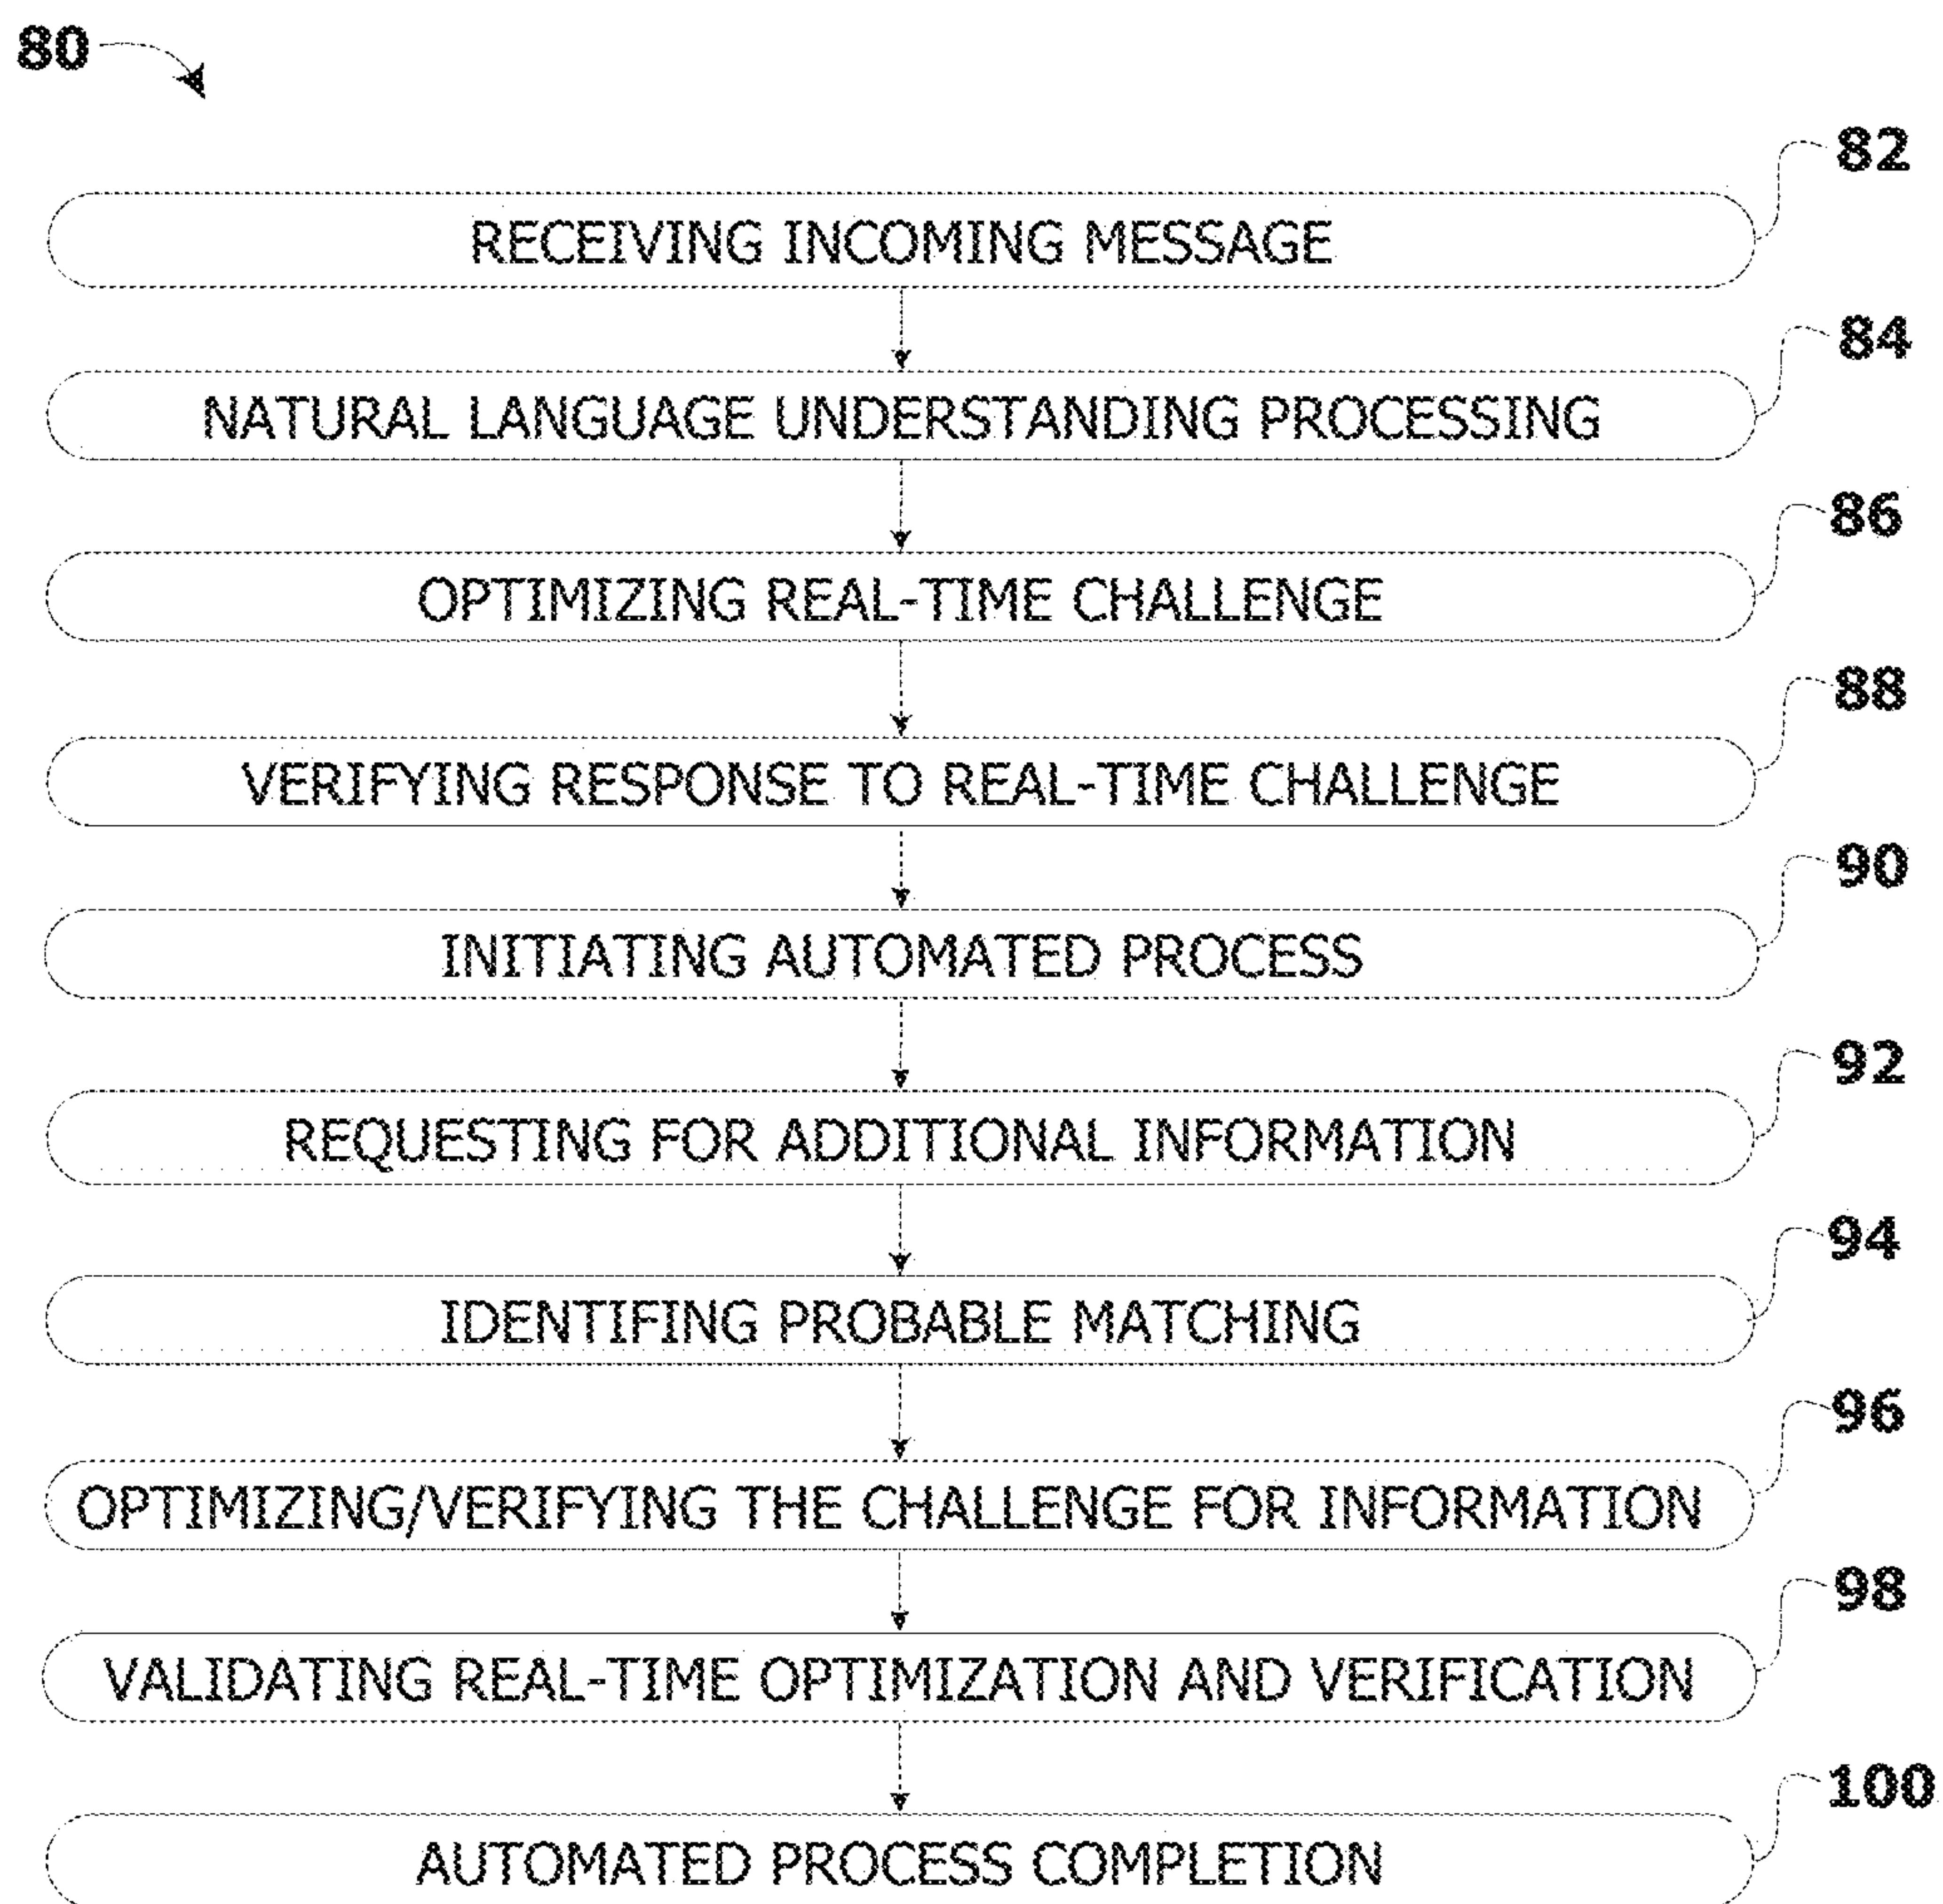 80
82
RECEIVING INCOMING MESSAGE
84
NATURAL LANGUAGE UNDERSTANDING PROCESSING
86
OPTIMIZING REAL-TIME CHALLENGE
88
VERIFYING RESPONSE TO REAL-TIME CHALLENGE
90
INITIATING AUTOMATED PROCESS
92
REQUESTING FOR ADDITIONAL INFORMATION
94
IDENTIFING PROBABLE MATCHING
96
OPTIMIZING/VERIFYING THE CHALLENGE FOR INFORMATION
98
VALIDATING REAL-TIME OPTIMIZATION AND VERIFICATION
100
AUTOMATED PROCESS COMPLETION